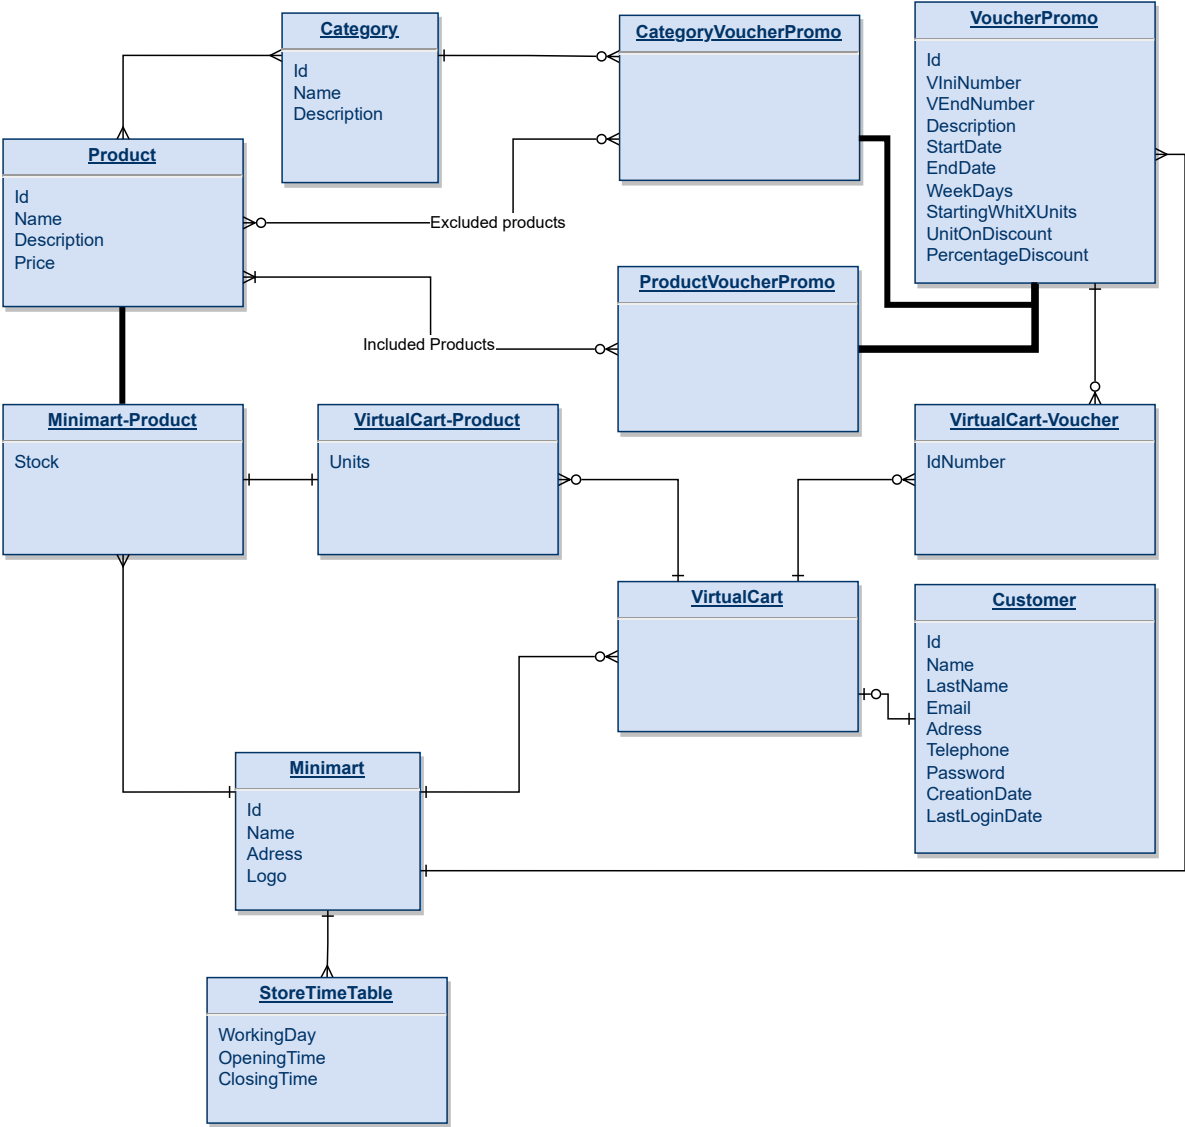 Category
Id
Name
Description
CategoryVoucherPromo
VoucherPromo
Id
VIniNumber
VEndNumber
Description
StartDate
EndDate
WeekDays
StartingWhitXUnits
UnitOnDiscount
PercentageDiscount
Product
Id
Name
Description
Price
Excluded products
ProductVoucherPromo
Included Products
Minimart-Product
Stock
VirtualCart-Product
Units
VirtualCart-Voucher
IdNumber
VirtualCart
Customer
Id
Name
LastName
Email
Adress
Telephone
Password
CreationDate
LastLoginDate
Minimart
Id
Name
Adress
Logo
StoreTimeTable
WorkingDay
OpeningTime
ClosingTime